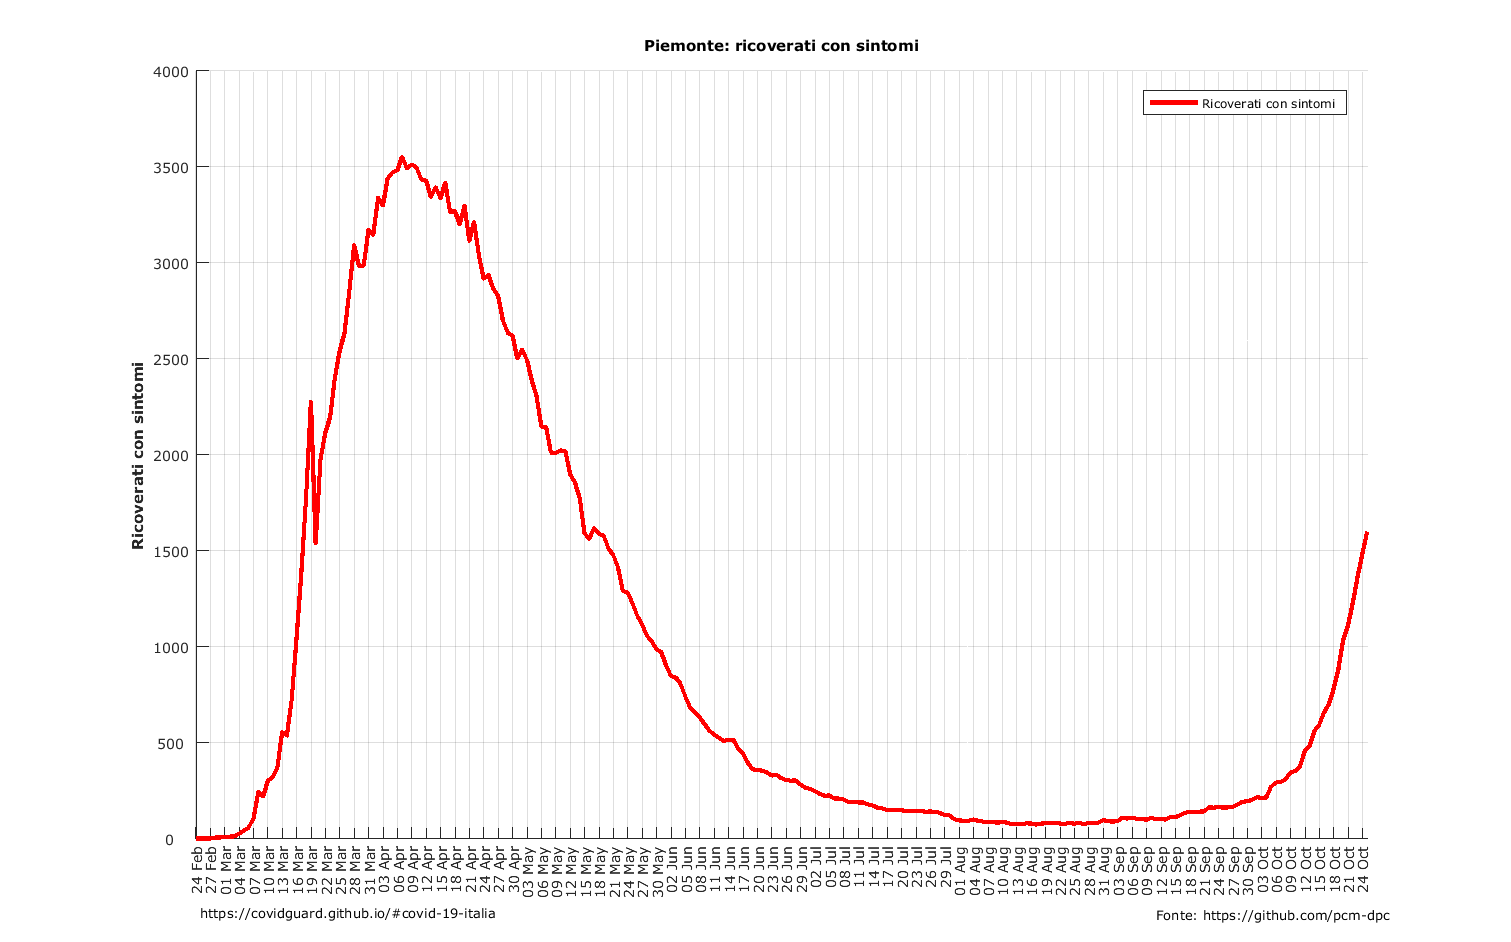 Piemonte: ricoverati con sintomi
Ricoverati con sintomi
4000
3500
3000
2500
2000
1500
1000
500
0
Ricoverati con sintomi
24 Feb
27 Feb
01 Mar
04 Mar
07 Mar
10 Mar
13 Mar
16 Mar
19 Mar
22 Mar
25 Mar
28 Mar
31 Mar
03 Apr
06 Apr
09 Apr
12 Apr
15 Apr
18 Apr
21 Apr
24 Apr
27 Apr
30 Apr
03 May
06 May
09 May
12 May
15 May
18 May
21 May
24 May
27 May
30 May
02 Jun
05 Jun
08 Jun
11 Jun
14 Jun
17 Jun
20 Jun
23 Jun
26 Jun
29 Jun
02 Jul
05 Jul
08 Jul
11 Jul
14 Jul
17 Jul
20 Jul
23 Jul
26 Jul
29 Jul
01 Aug
04 Aug
07 Aug
10 Aug
13 Aug
16 Aug
19 Aug
22 Aug
25 Aug
28 Aug
31 Aug
03 Sep
06 Sep
09 Sep
12 Sep
15 Sep
18 Sep
21 Sep
24 Sep
27 Sep
30 Sep
03 Oct
06 Oct
09 Oct
12 Oct
15 Oct
18 Oct
21 Oct
24 Oct
https://covidguard.github.io/#covid-19-italia
Fonte: https://github.com/pcm-dpc